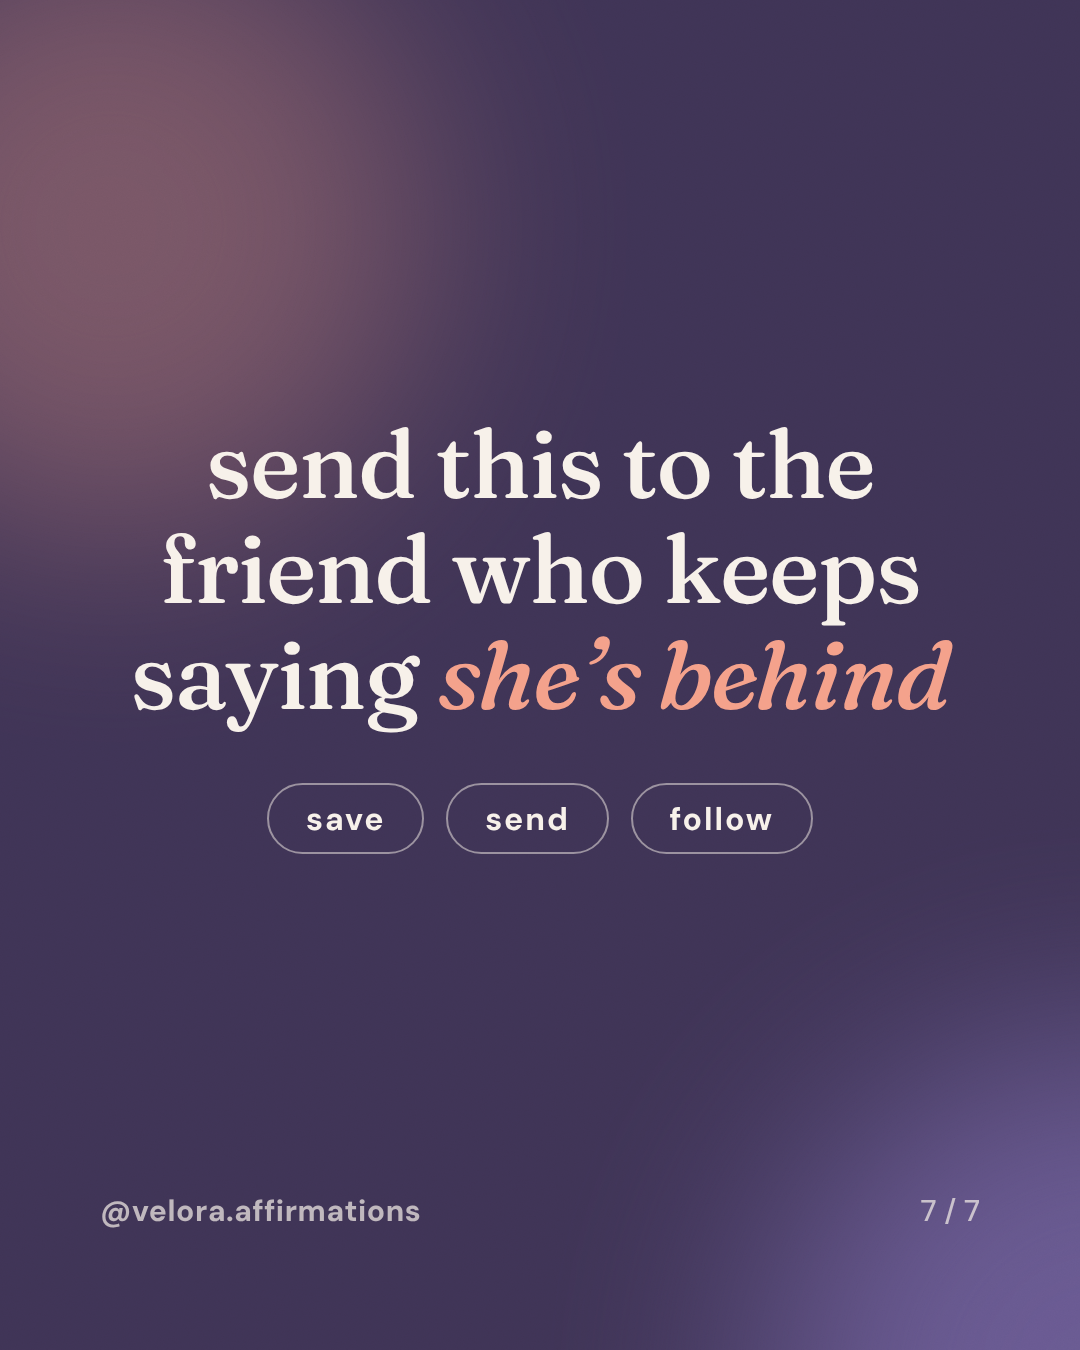 send this to the
friend who keeps
saying she’s behind
save send follow
@velora.affirmations 7 / 7